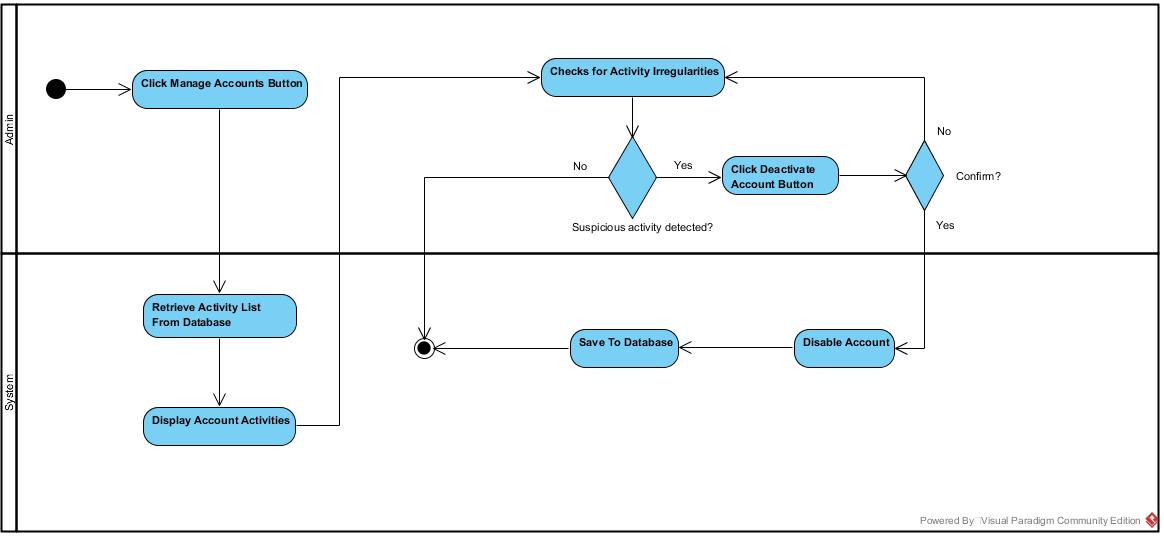 Admin
Click Manage Accounts Button
Checks for Activity Irregularities
No
Yes
Suspicious activity detected?
Click Deactivate
Account Button
No
Confirm?
Yes
System
Retrieve Activity List
From Database
Display Account Activities
Save To Database
Disable Account
Powered By Visual Paradigm Community Edition